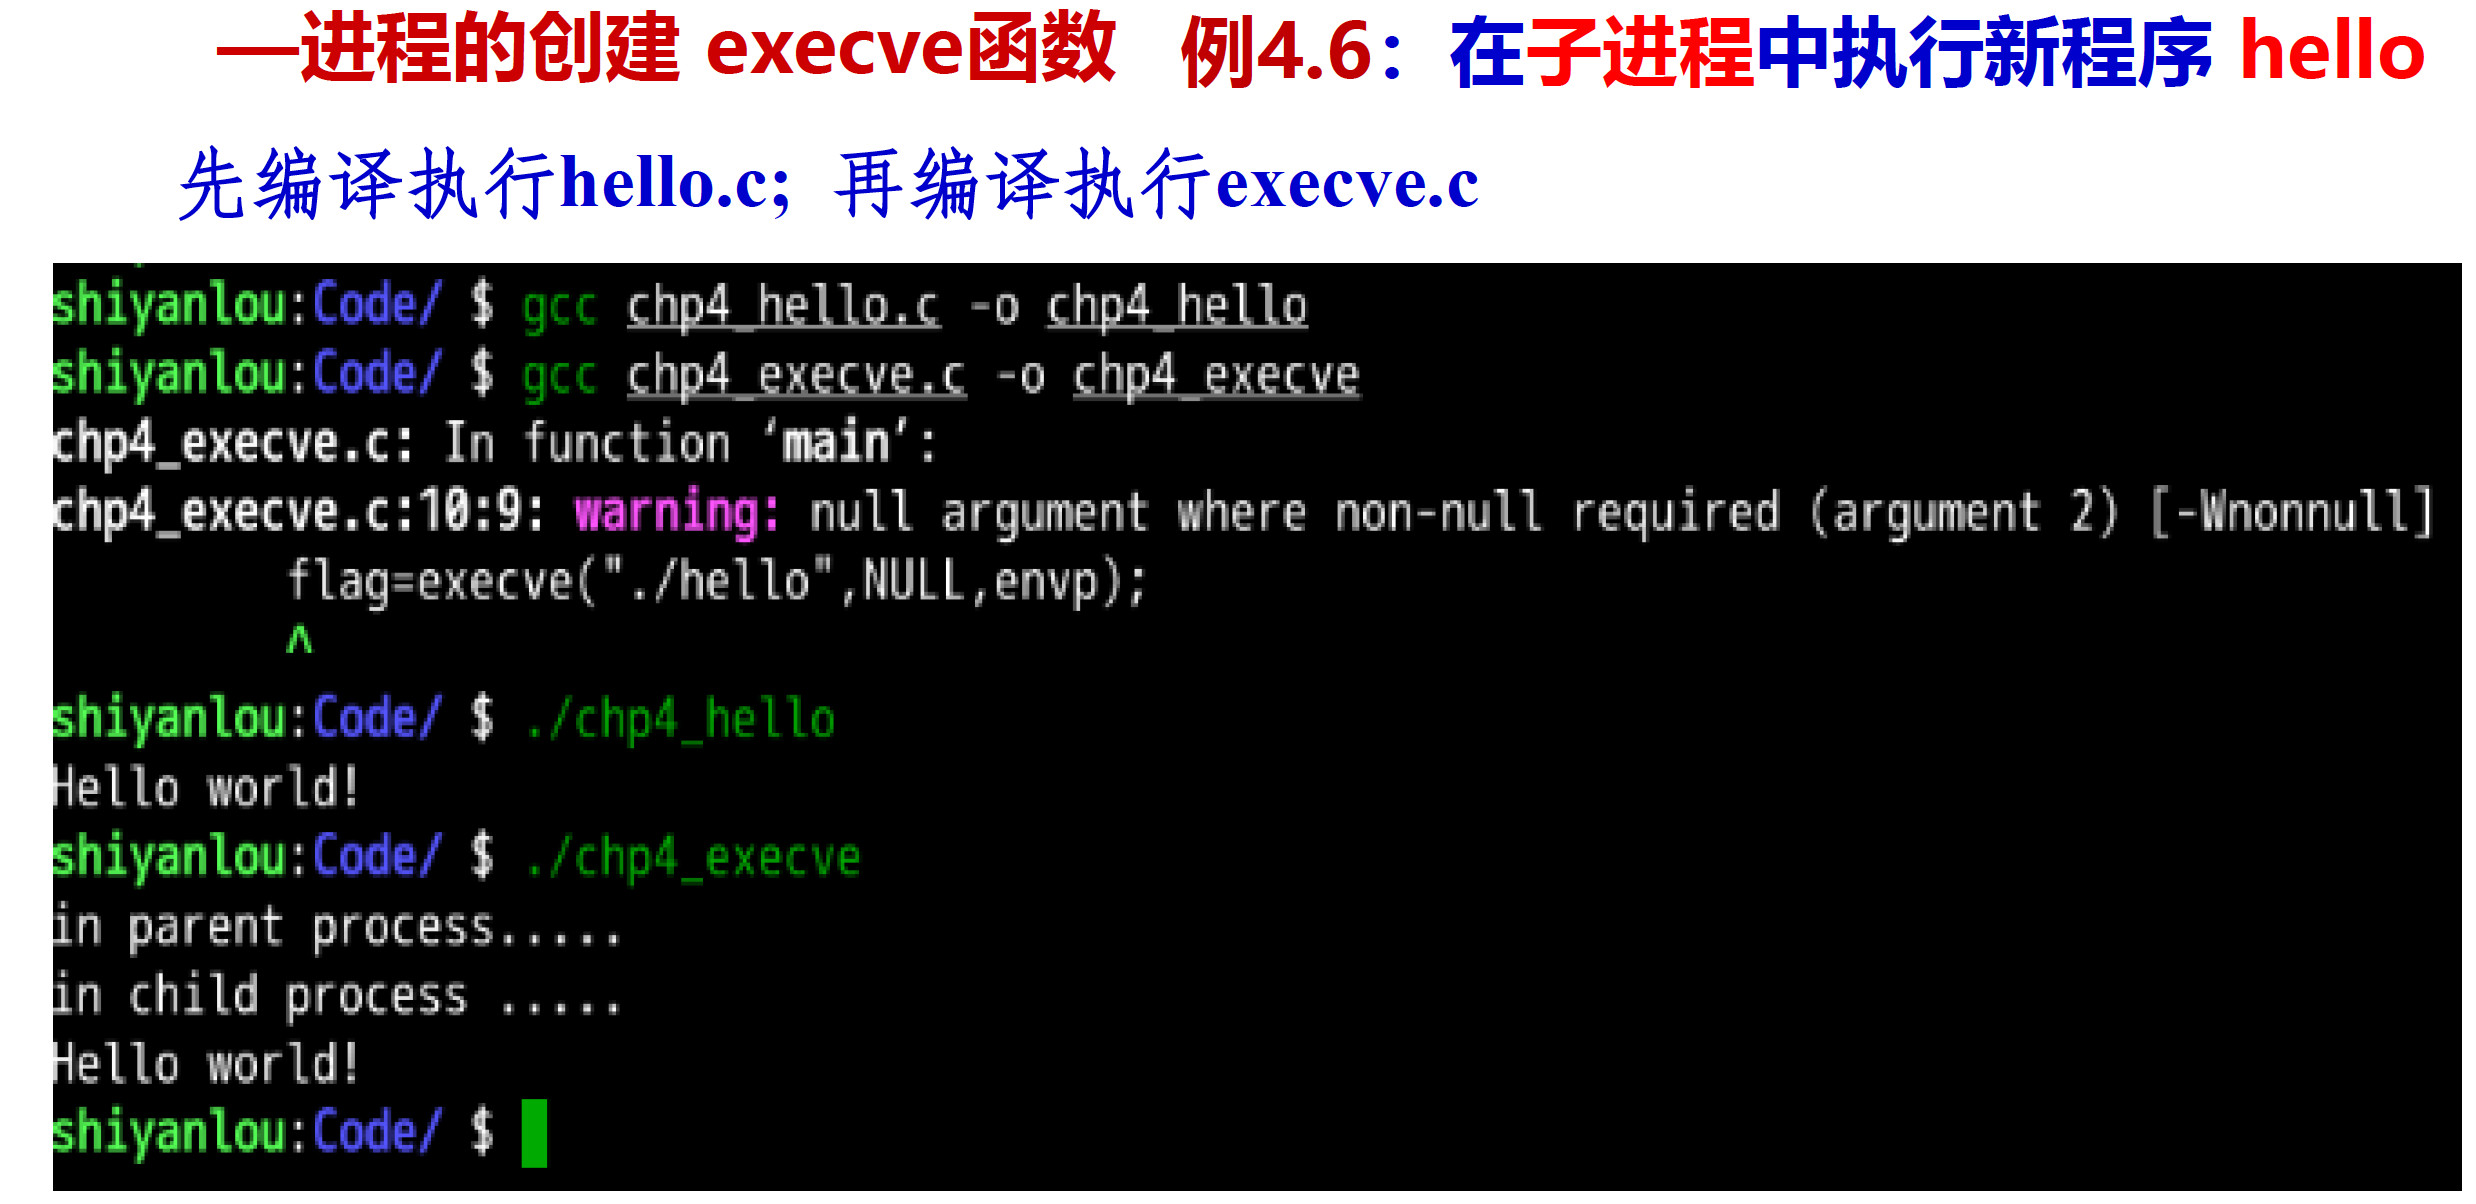 —进程的创建 execve函数 例4.6：在子进程中执行新程序 hello
先编译执行hello.c; 再编译执行execve.c
shiyanlou:Code/ $ gcc chp4_hello.c -o chp4_hello
shiyanlou:Code/ $ gcc chp4_execve.c -o chp4_execve
chp4_execve.c: In function ‘main’:
chp4_execve.c:10:9: warning: null argument where non-null required (argument 2) [-Wnonnull]
flag=execve("./hello",NULL,envp);
^
shiyanlou:Code/ $ ./chp4_hello
Hello world!
shiyanlou:Code/ $ ./chp4_execve
in parent process.....
in child process .....
Hello world!
shiyanlou:Code/ $